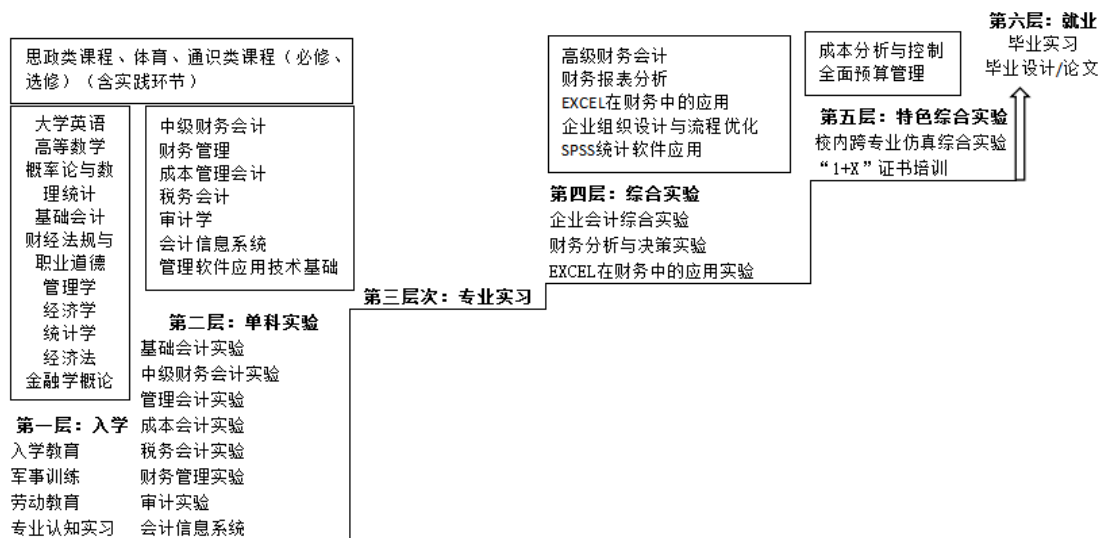 思政类课程、体育、通识类课程（必修、
选修）（含实践环节）
大学英语
高等数学
概率论与数
理统计
基础会计
财经法规与
职业道德
管理学
经济学
统计学
经济法
金融学概论
第一层：入学
入学教育
军事训练
劳动教育
专业认知实习
中级财务会计
财务管理
成本管理会计
税务会计
审计学
会计信息系统
管理软件应用技术基础
第二层：单科实验
基础会计实验
中级财务会计实验
管理会计实验
成本会计实验
税务会计实验
财务管理实验
审计实验
会计信息系统
第三层次：专业实习
高级财务会计
财务报表分析
EXCEL在财务中的应用
企业组织设计与流程优化
SPSS统计软件应用
第四层：综合实验
企业会计综合实验
财务分析与决策实验
EXCEL在财务中的应用实验
成本分析与控制
全面预算管理
第五层：特色综合实验
校内跨专业仿真综合实验
“1+X”证书培训
第六层：就业
毕业实习
毕业设计/论文